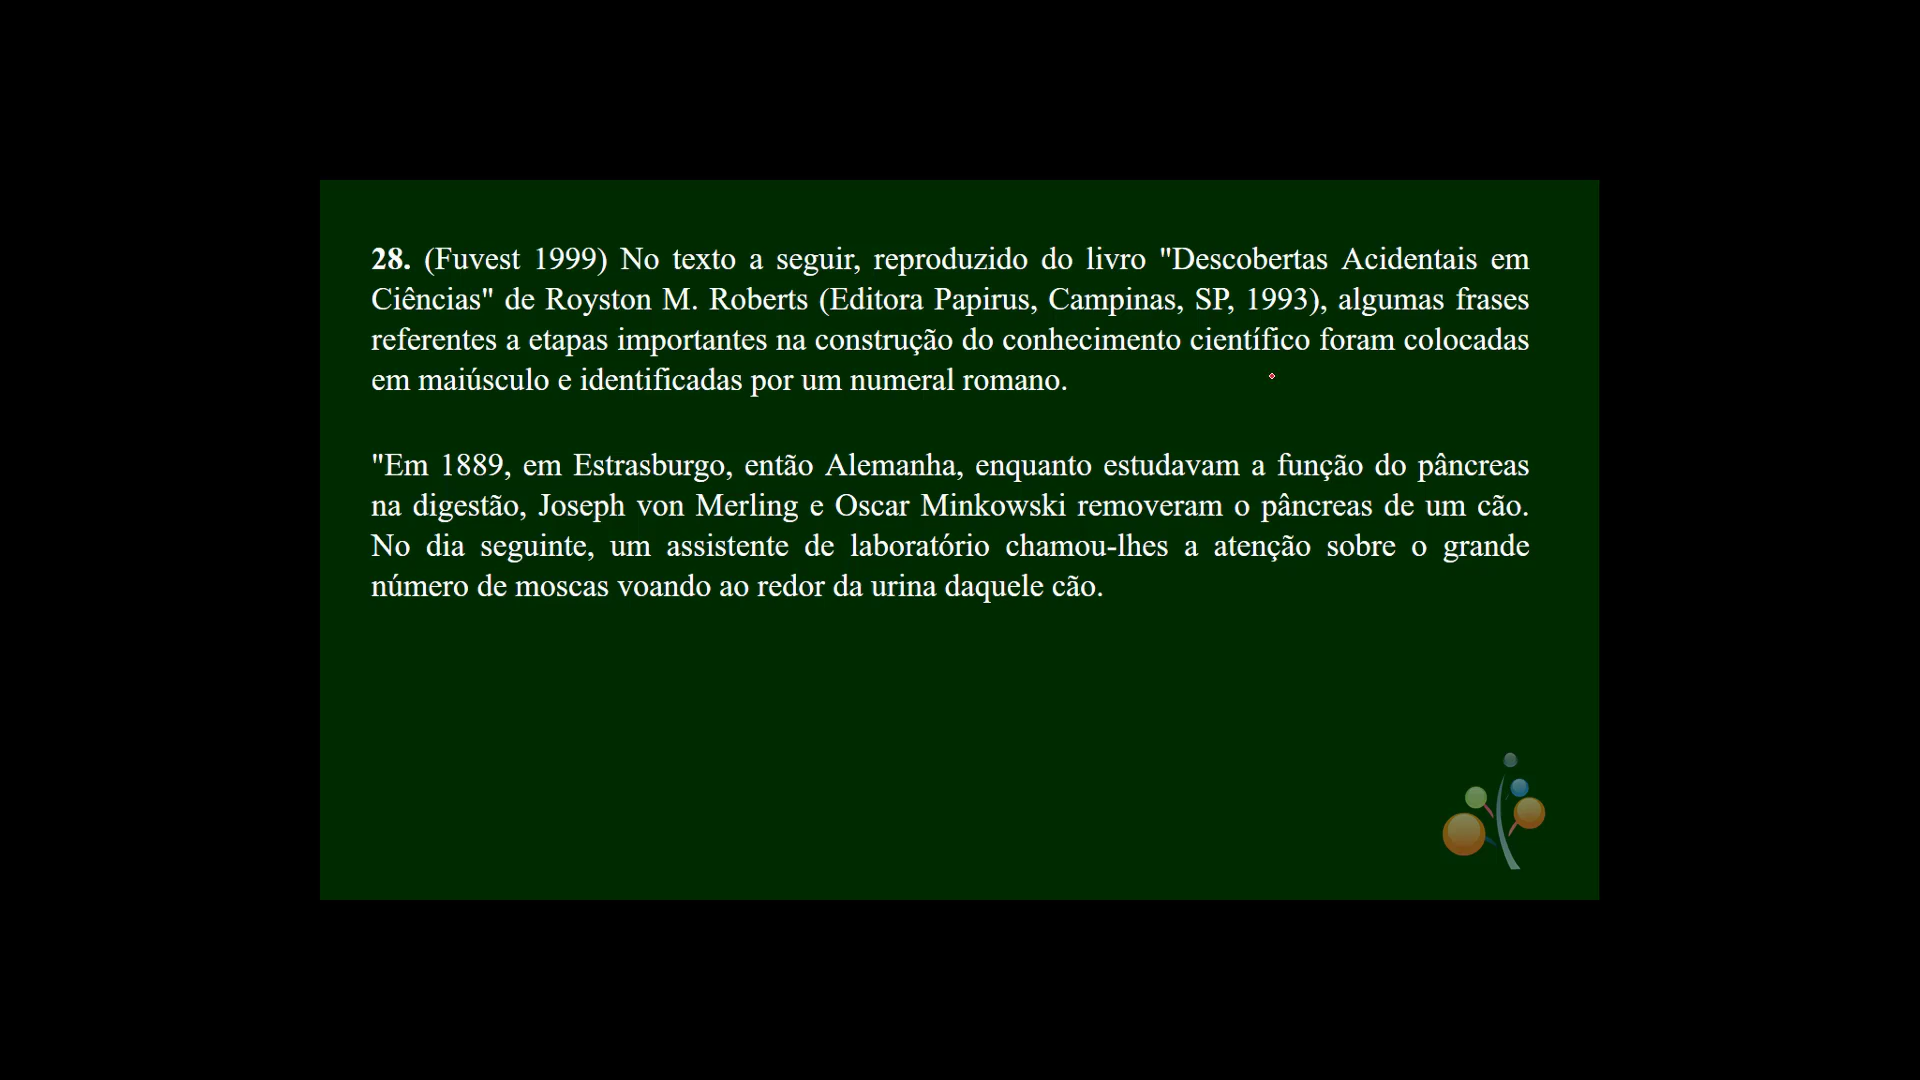 28. (Fuvest 1999) No texto a seguir, reproduzido do livro "Descobertas Acidentais em
Ciências" de Royston M. Roberts (Editora Papirus, Campinas, SP, 1993), algumas frases
referentes a etapas importantes na construção do conhecimento científico foram colocadas
em maiúsculo e identificadas por um numeral romano.
"Em 1889, em Estrasburgo, então Alemanha, enquanto estudavam a função do pâncreas
na digestão, Joseph von Merling e Oscar Minkowski removeram o pâncreas de um cão.
No dia seguinte, um assistente de laboratório chamou-lhes a atenção sobre o grande
número de moscas voando ao redor da urina daquele cão.